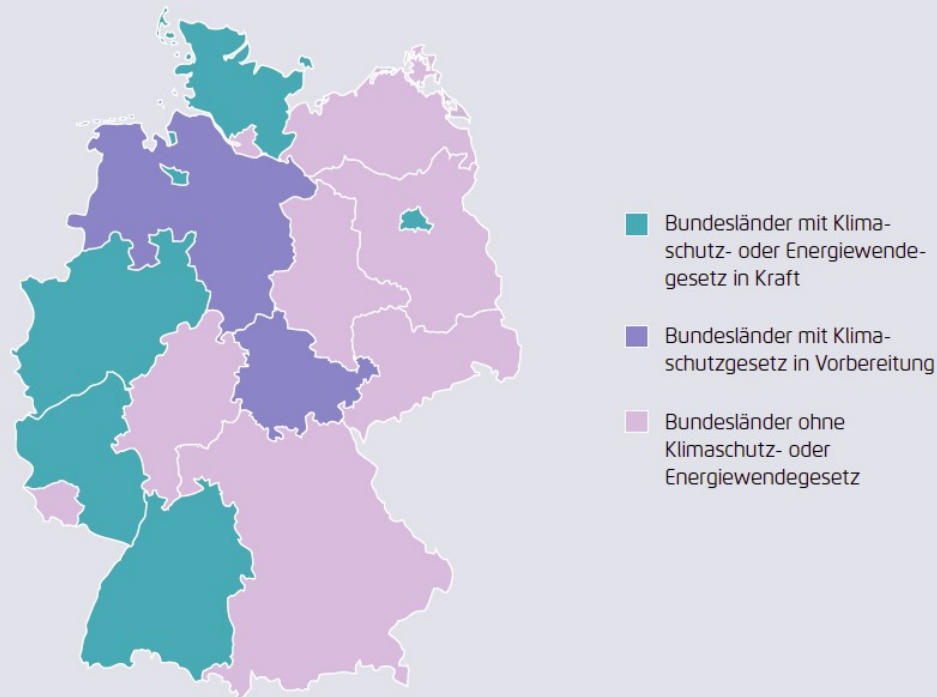 Bundesländer mit Klima-
schutz- oder Energiewende-
gesetz in Kraft
Bundesländer mit Klima-
schutzgesetz in Vorbereitung
Bundesländer ohne
Klimaschutz- oder
Energiewendegesetz